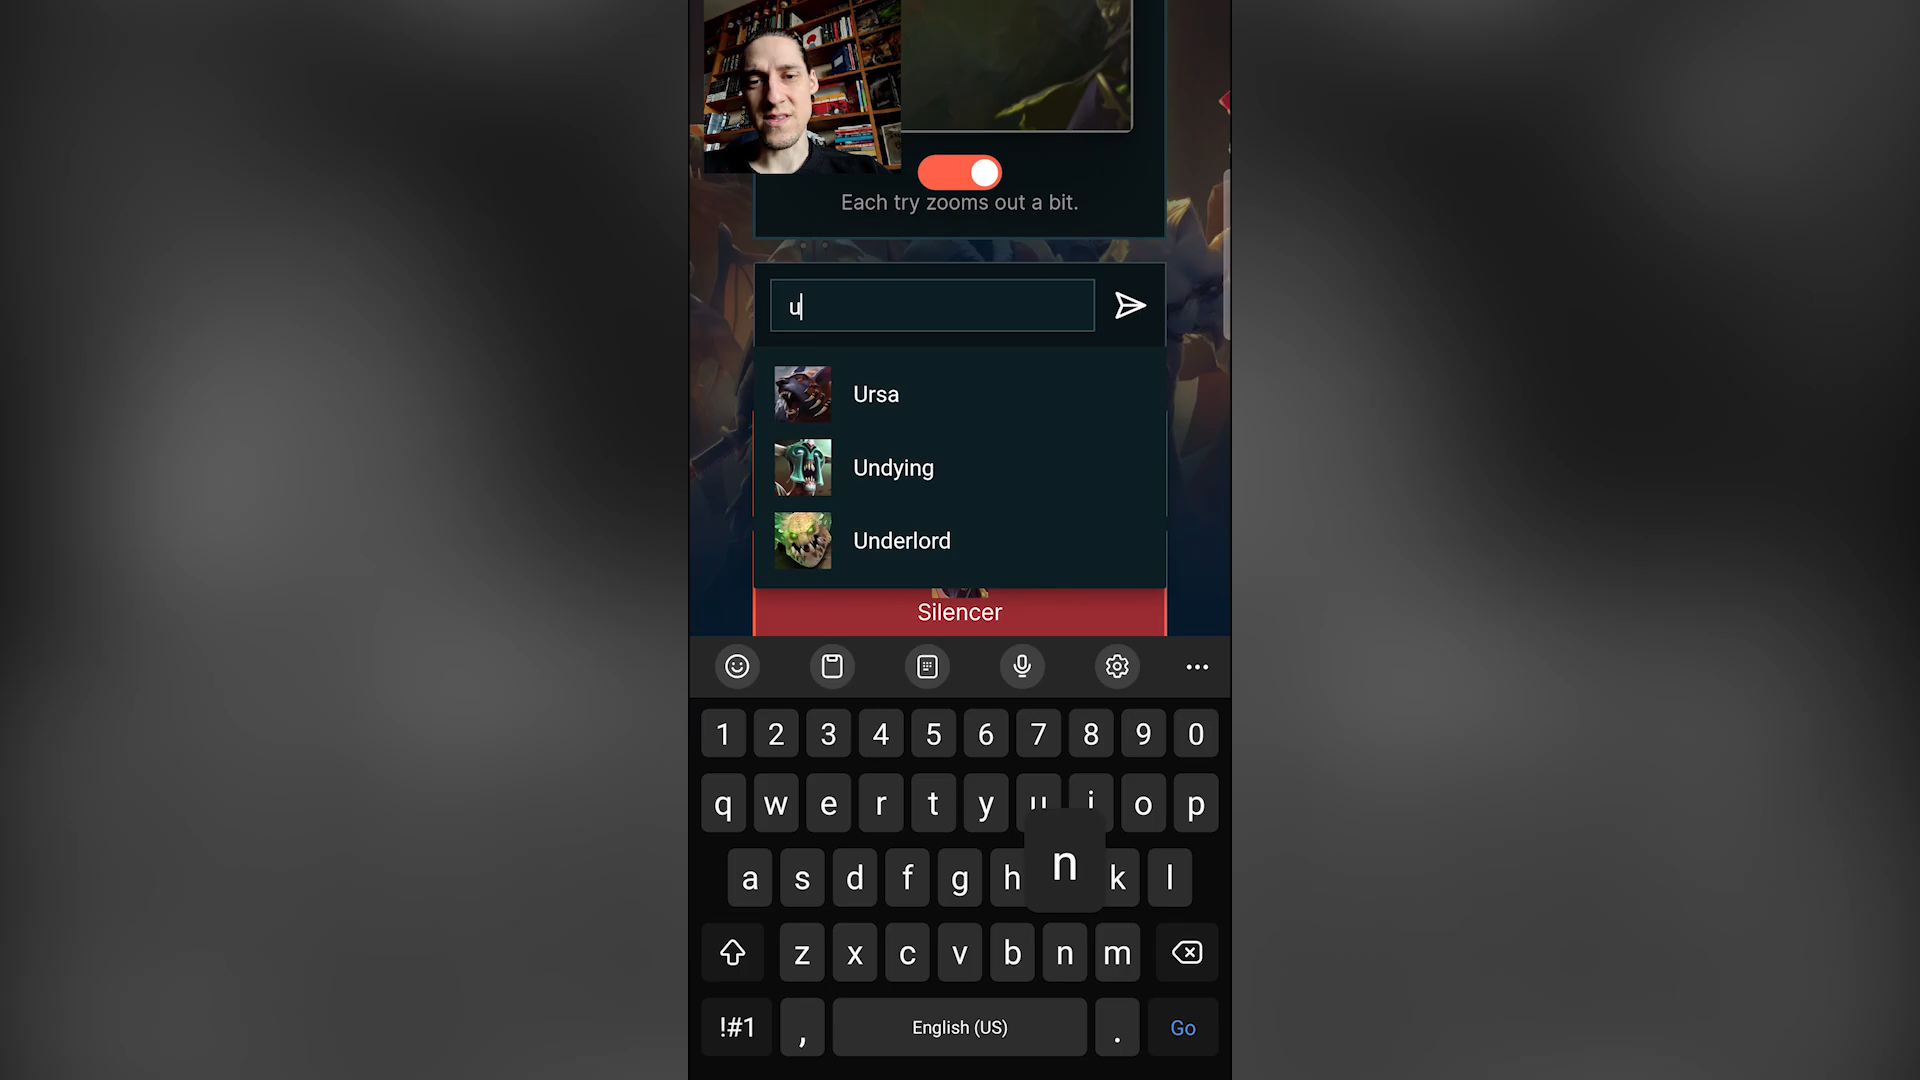 Each try zooms out a bit.
u
Ursa
Undying
Underlord
Silencer
1 2 3 4 5 6 7 8 9 0
q w e r t y u i o p
a s d f g h n k l
z x c v b n m
!#1 , English (US) . Go